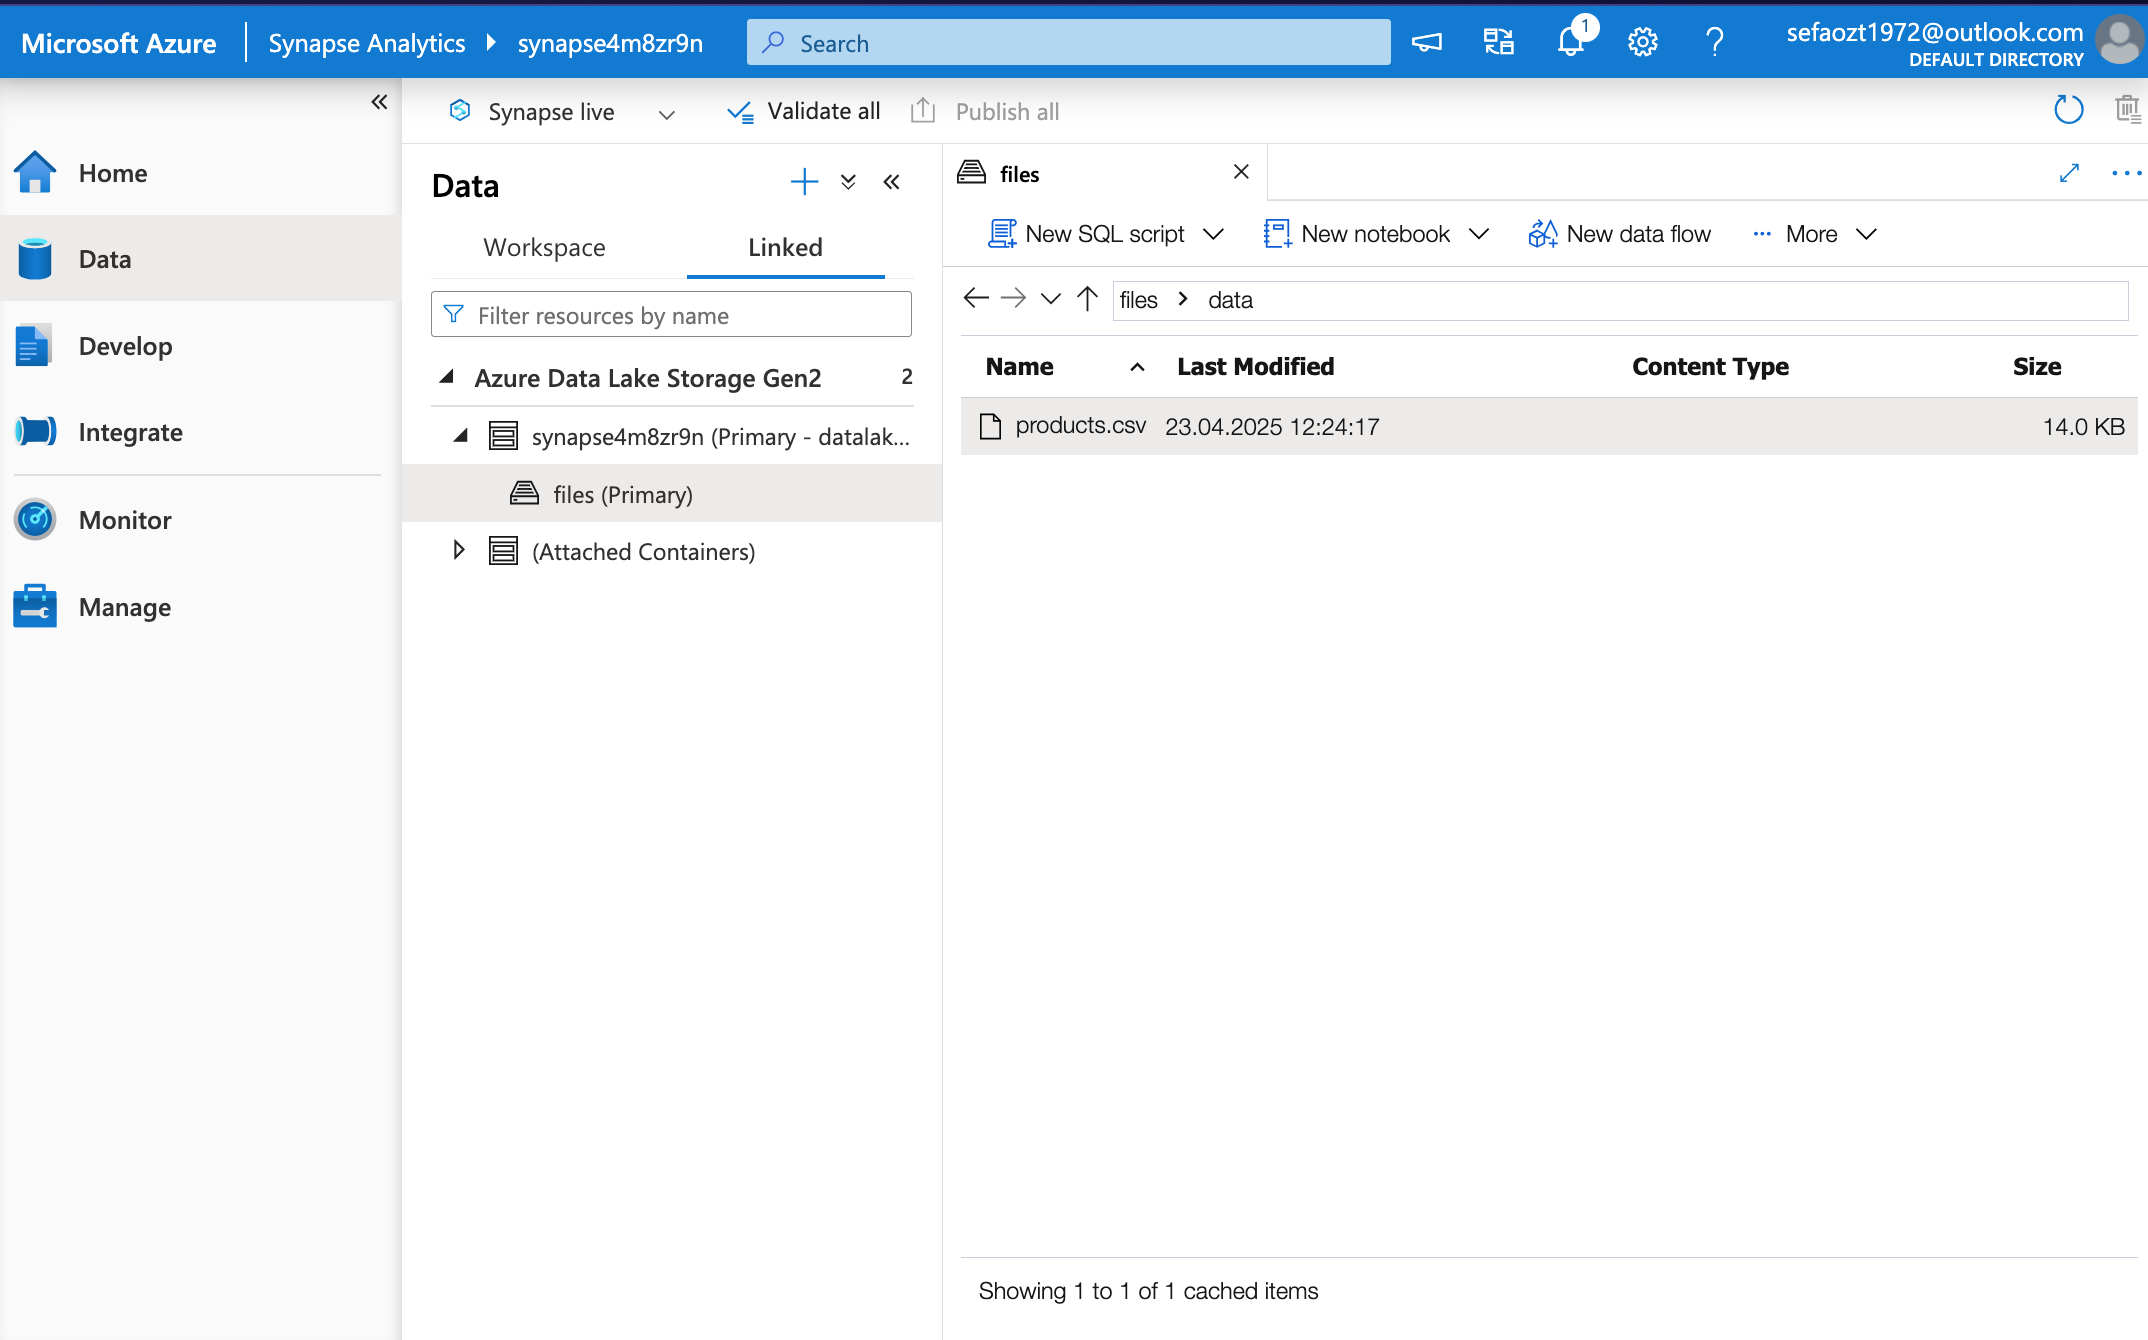 Microsoft Azure
Synapse Analytics
synapse4m8zr9n
Search
1
sefaozt1972@outlook.com
DEFAULT DIRECTORY
Synapse live
Validate all
Publish all
Home
Data
Develop
Integrate
Monitor
Manage
Data
Workspace
Linked
Filter resources by name
Azure Data Lake Storage Gen2 2
synapse4m8zr9n (Primary - datalak...
files (Primary)
(Attached Containers)
files
New SQL script
New notebook
New data flow
More
files > data
Name Last Modified Content Type Size
products.csv 23.04.2025 12:24:17 14.0 KB
Showing 1 to 1 of 1 cached items